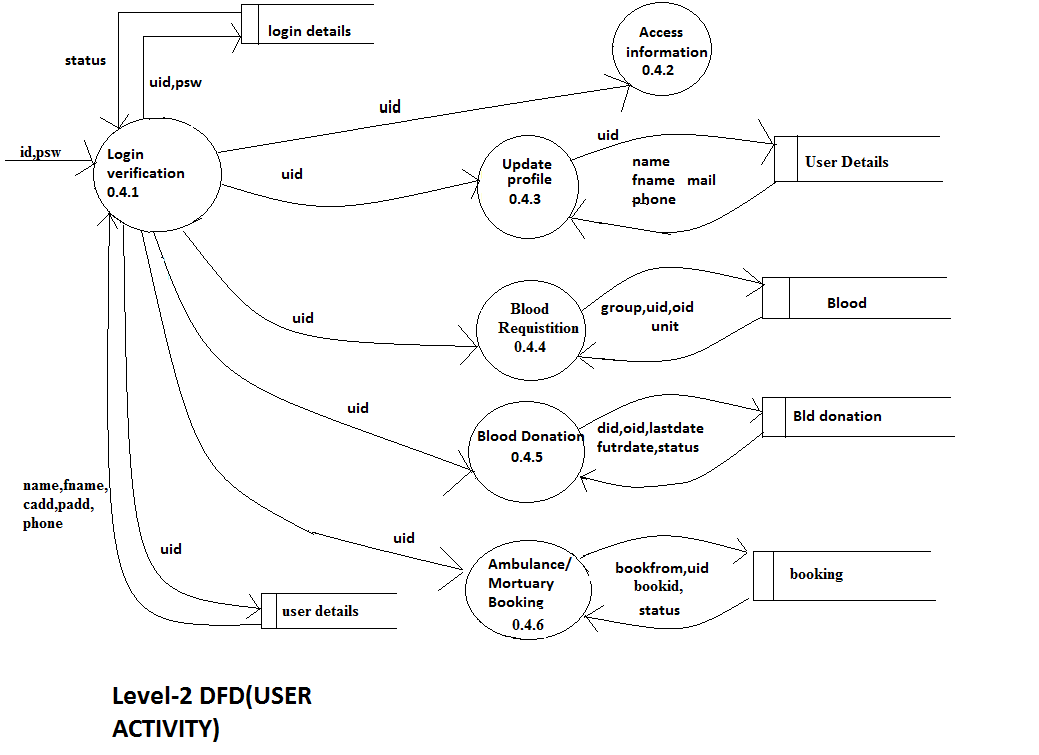 login details
status
uid,psw
Access
information
0.4.2
uid
id,psw
Login
verification
0.4.1
uid
Update
profile
0.4.3
uid
name
fname mail
phone
User Details
uid
Blood
Requistition
0.4.4
group,uid,oid
unit
Blood
uid
Blood Donation
0.4.5
did,oid,lastdate
futrdate,status
Bld donation
name,fname,
cadd,padd,
phone
uid
uid
Ambulance/
Mortuary
Booking
0.4.6
bookfrom,uid
bookid,
status
booking
user details
Level-2 DFD(USER
ACTIVITY)